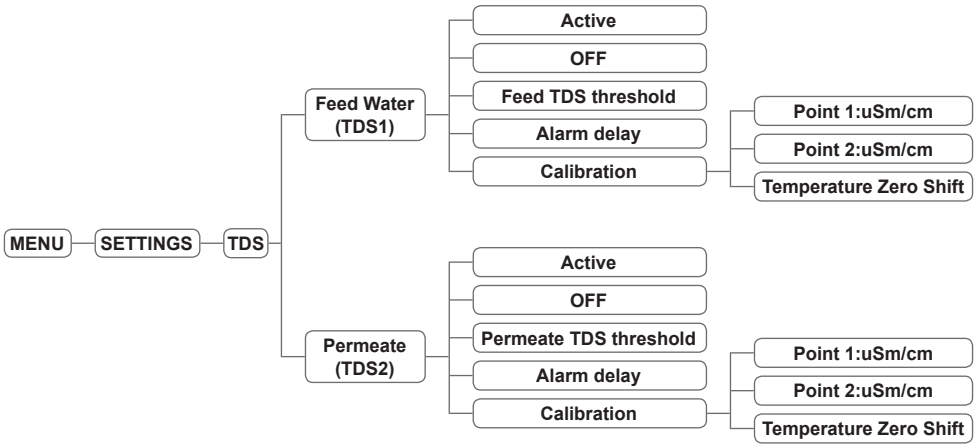 MENU
SETTINGS
TDS
Feed Water
(TDS1)
Active
OFF
Feed TDS threshold
Alarm delay
Calibration
Point 1:uSm/cm
Point 2:uSm/cm
Temperature Zero Shift
Permeate
(TDS2)
Active
OFF
Permeate TDS threshold
Alarm delay
Calibration
Point 1:uSm/cm
Point 2:uSm/cm
Temperature Zero Shift